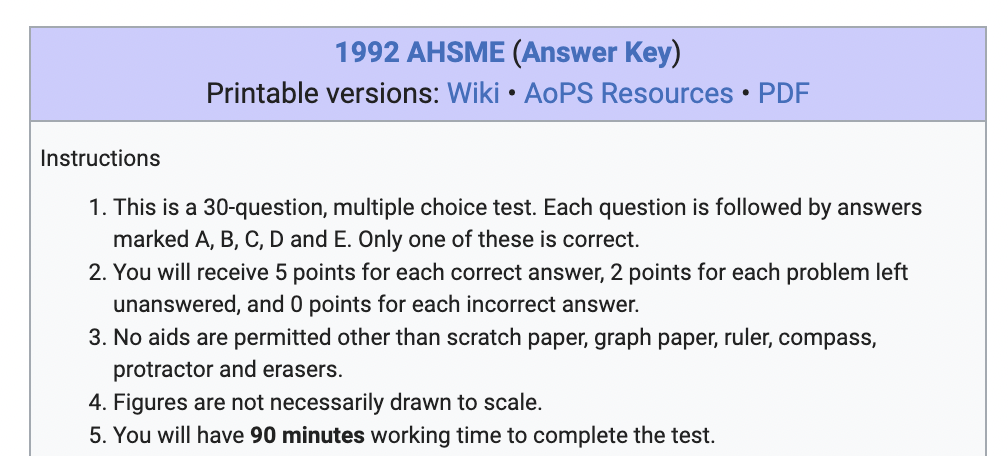 1992 AHSME (Answer Key)
Printable versions: Wiki • AoPS Resources • PDF
Instructions
1. This is a 30-question, multiple choice test. Each question is followed by answers
marked A, B, C, D and E. Only one of these is correct.
2. You will receive 5 points for each correct answer, 2 points for each problem left
unanswered, and 0 points for each incorrect answer.
3. No aids are permitted other than scratch paper, graph paper, ruler, compass,
protractor and erasers.
4. Figures are not necessarily drawn to scale.
5. You will have 90 minutes working time to complete the test.